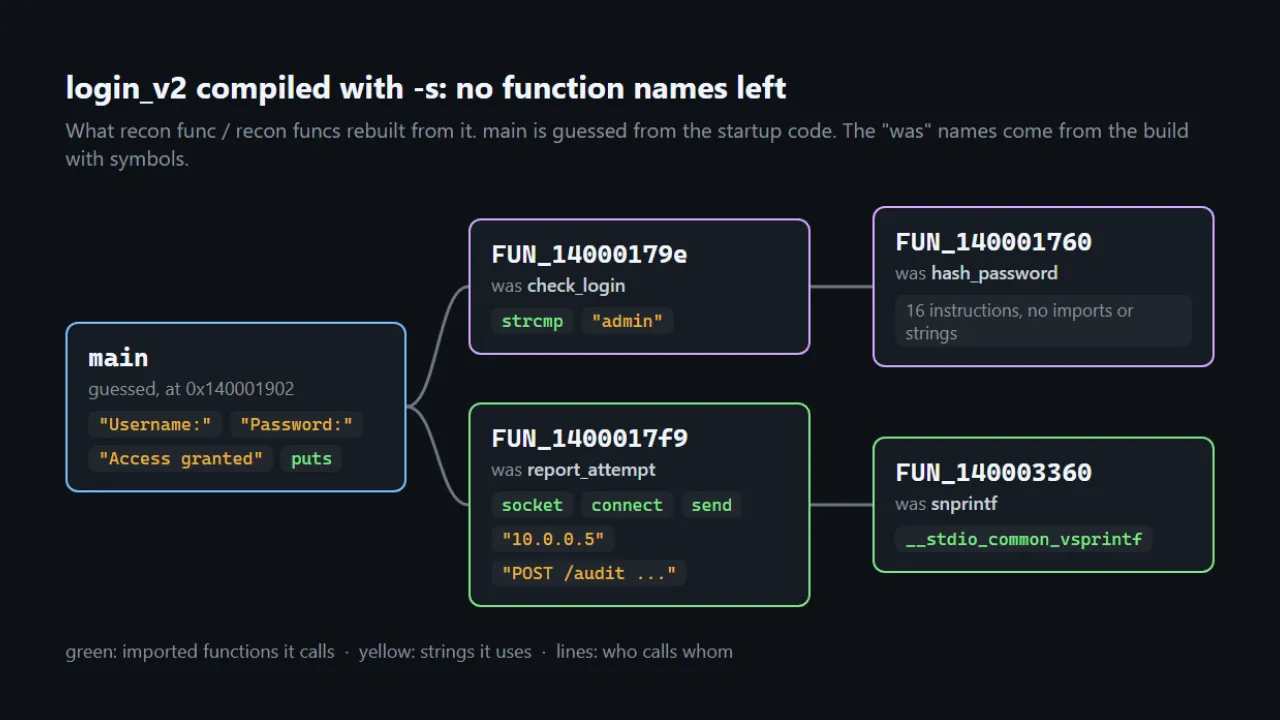 login_v2 compiled with -s: no function names left
What recon func / recon funcs rebuilt from it. main is guessed from the startup code. The "was" names come from the build
with symbols.
main
guessed, at 0x140001902
"Username:" "Password:"
"Access granted" puts
FUN_14000179e
was check_login
strcmp "admin"
FUN_140001760
was hash_password
16 instructions, no imports or
strings
FUN_1400017f9
was report_attempt
socket connect send
"10.0.0.5"
"POST /audit ..."
FUN_140003360
was snprintf
__stdio_common_vsprintf
green: imported functions it calls · yellow: strings it uses · lines: who calls whom